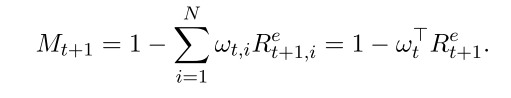 $$M_{t+1} = 1 - \sum_{i=1}^{N} \omega_{t,i} R^{e}_{t+1,i} = 1 - \omega_t^\top R^{e}_{t+1}.$$